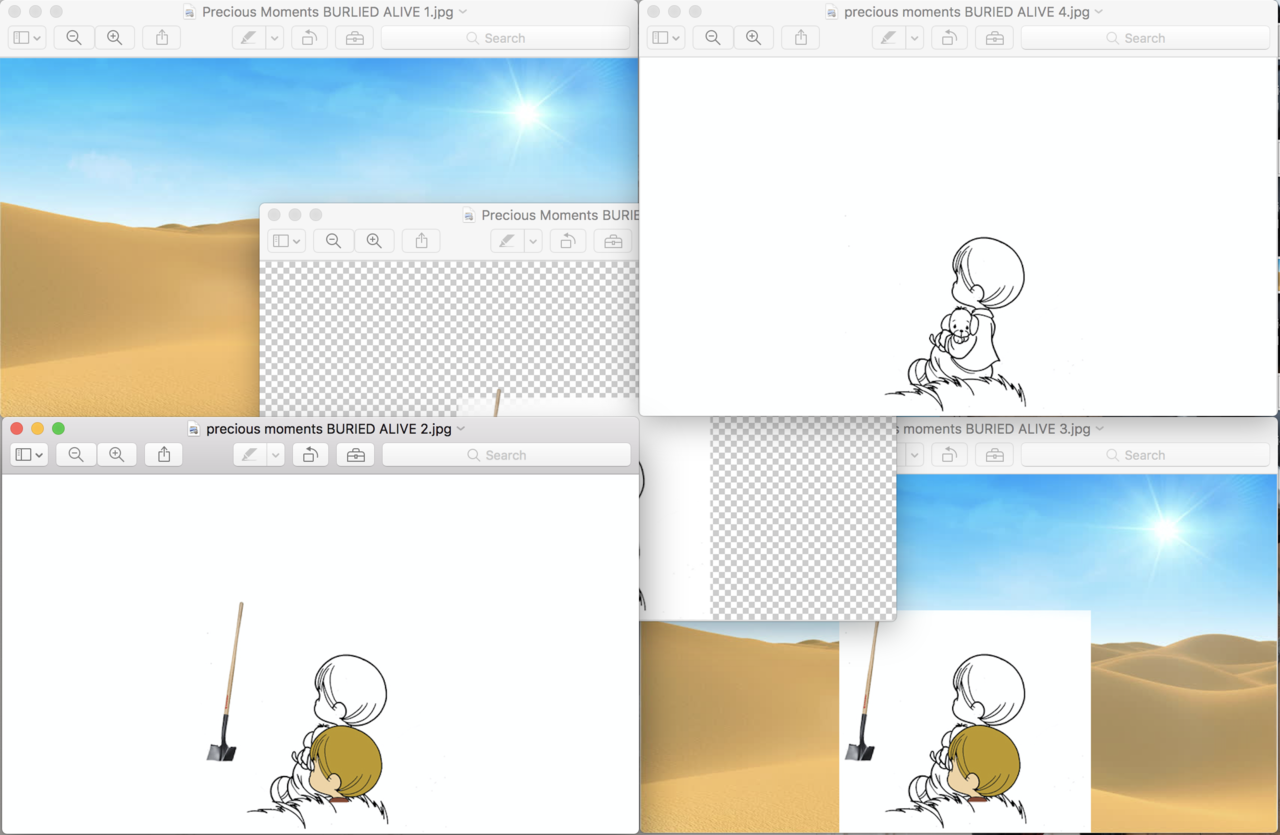 Precious Moments BURLIED ALIVE 1.jpg
Search
precious moments BURIED ALIVE 4.jpg
Search
Precious Moments BURIE
precious moments BURIED ALIVE 2.jpg
Search
s moments BURIED ALIVE 3.jpg
Search